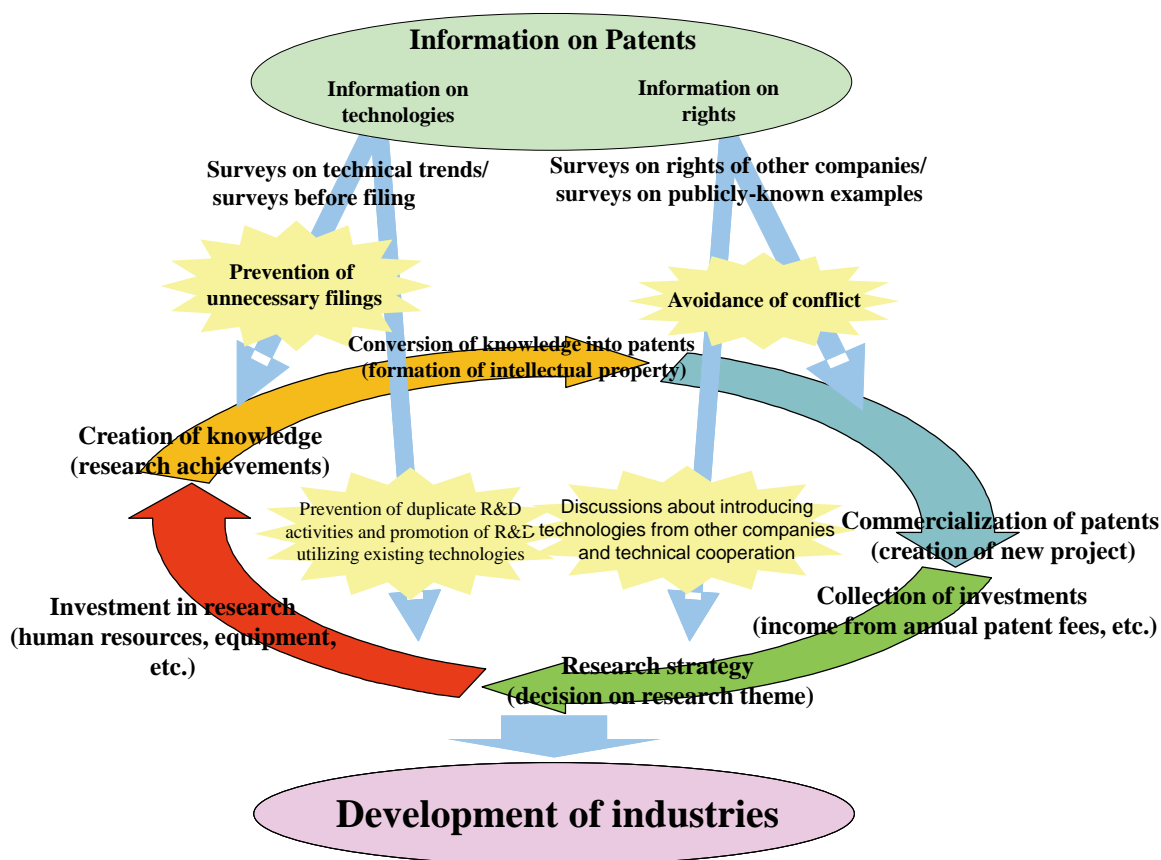 Information on Patents
Information on
technologies
Information on
rights
Surveys on technical trends/
surveys before filing
Surveys on rights of other companies/
surveys on publicly-known examples
Prevention of
unnecessary filings
Avoidance of conflict
Conversion of knowledge into patents
(formation of intellectual property)
Creation of knowledge
(research achievements)
Prevention of duplicate R&D
activities and promotion of R&D
utilizing existing technologies
Discussions about introducing
technologies from other companies
and technical cooperation
Commercialization of patents
(creation of new project)
Collection of investments
(income from annual patent fees, etc.)
Investment in research
(human resources, equipment,
etc.)
Research strategy
(decision on research theme)
Development of industries